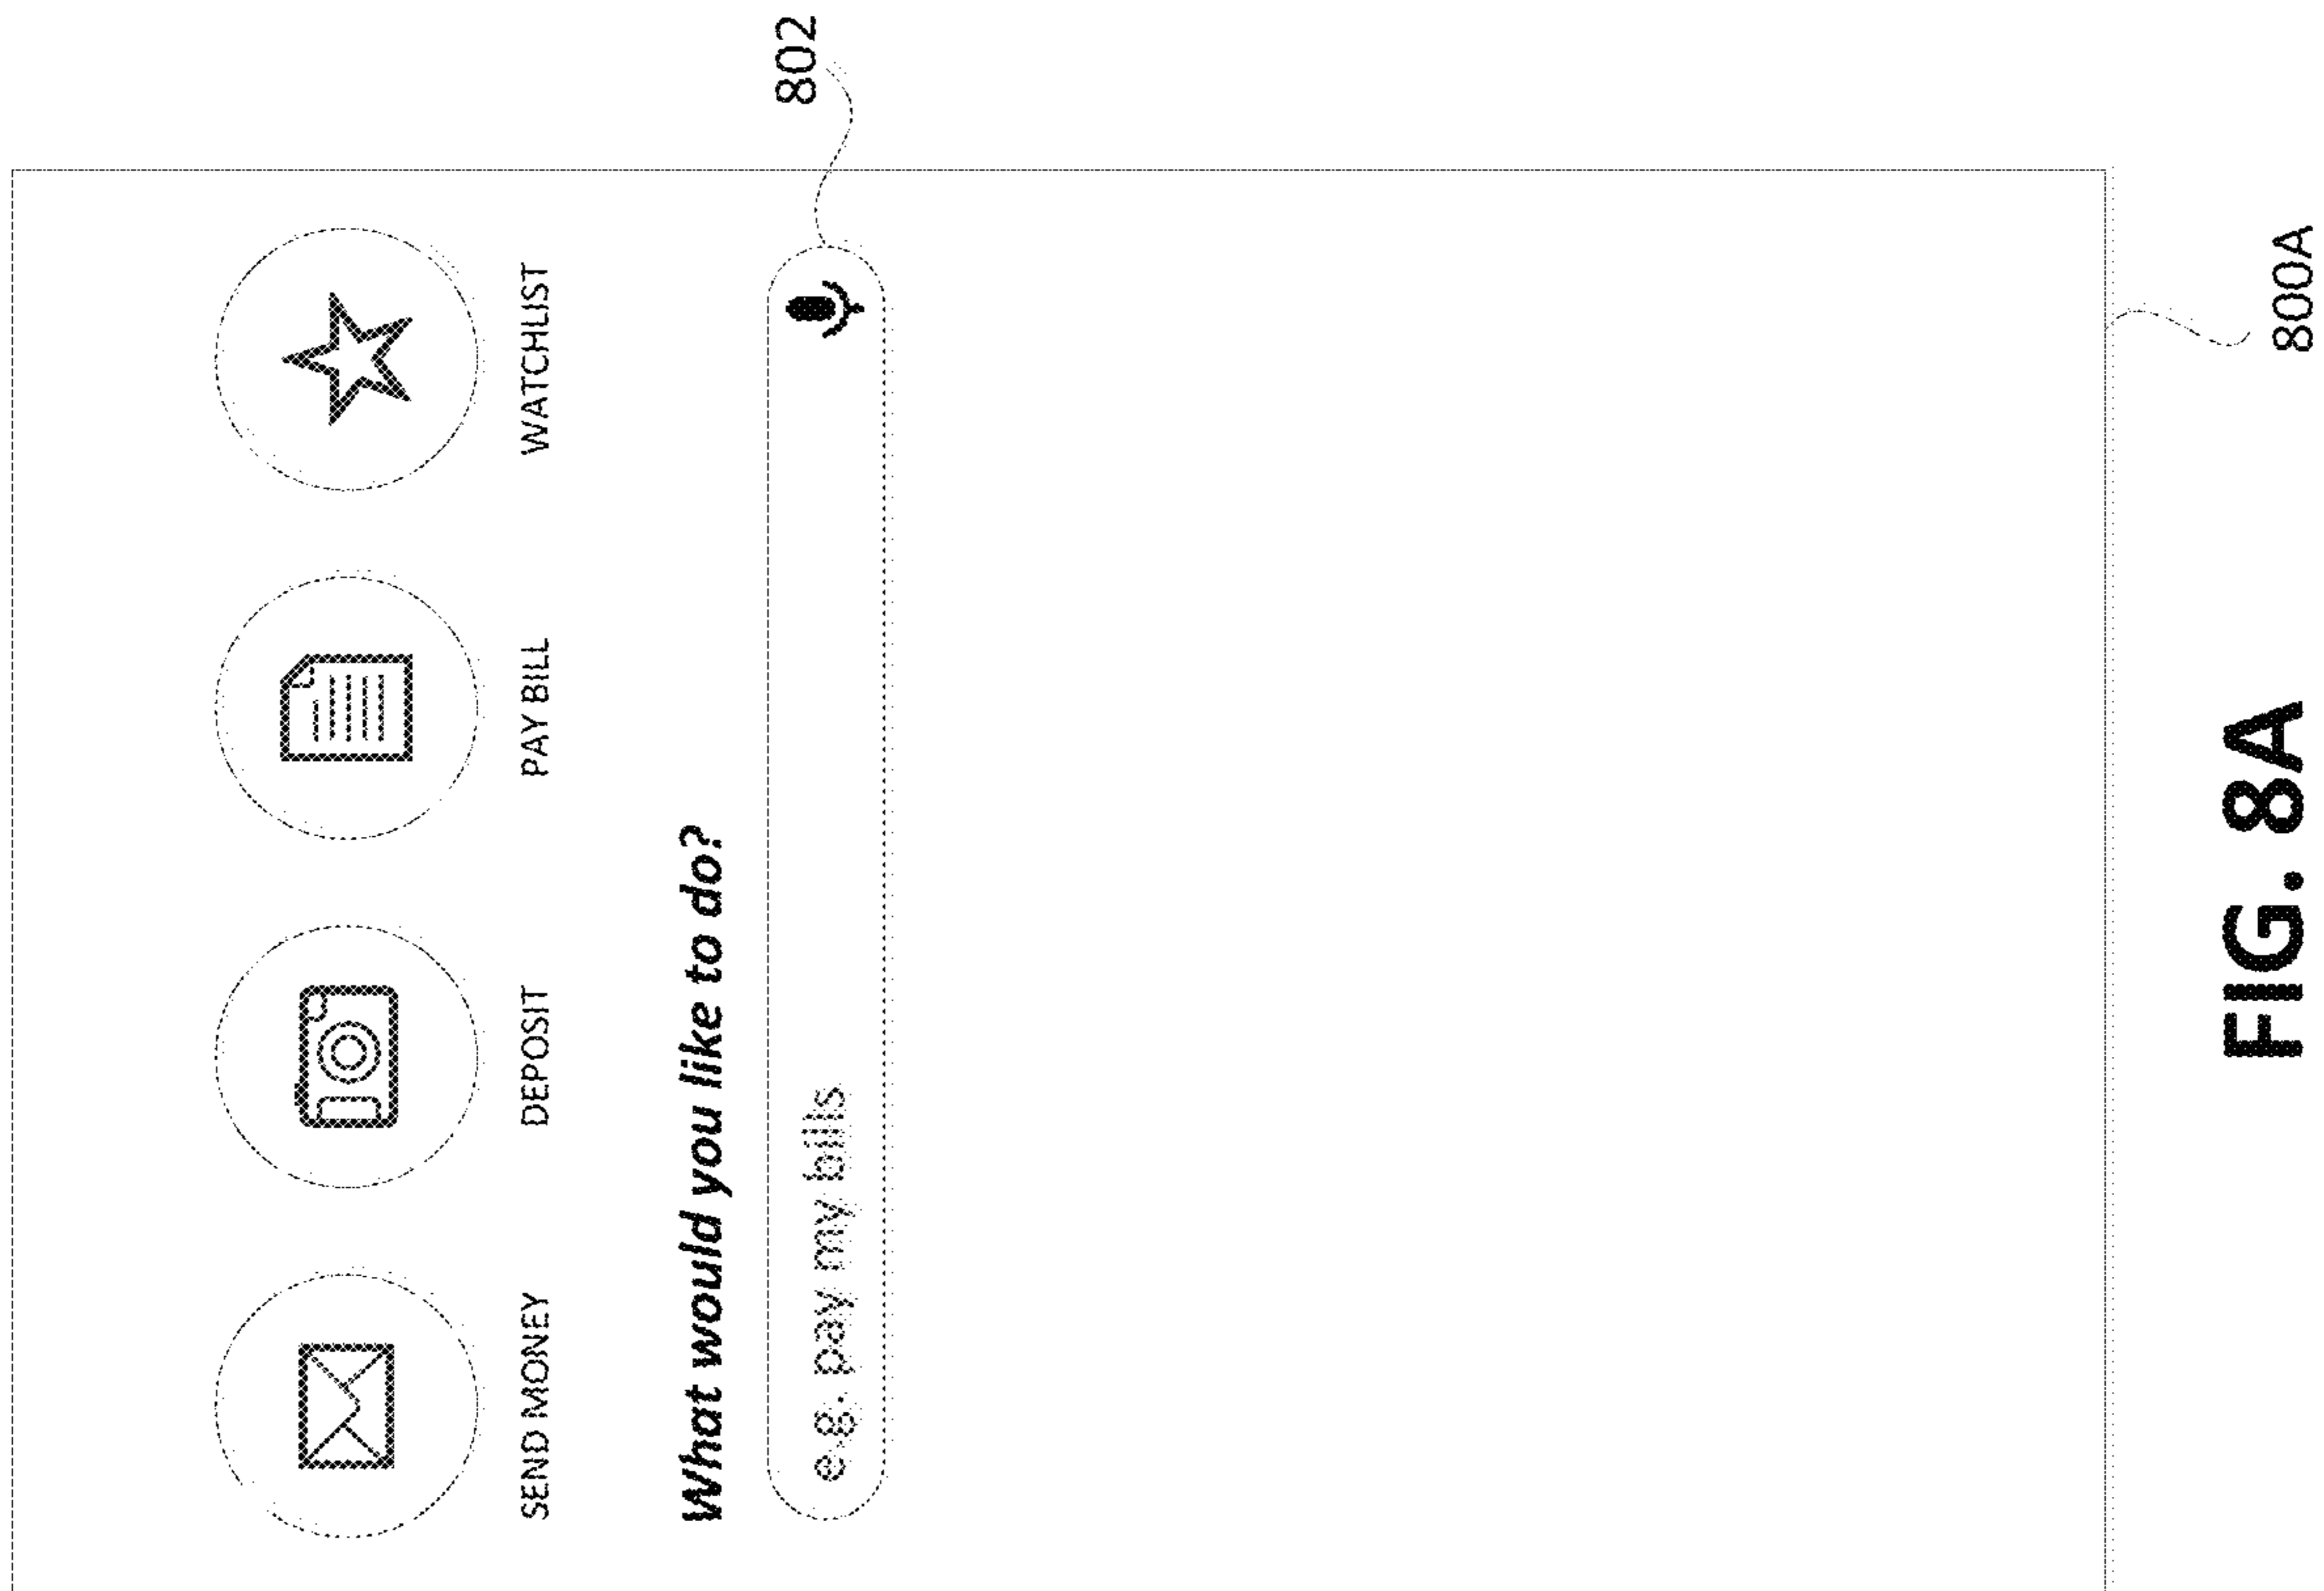 802
SEND MONEY
DEPOSIT
PAY BILL
WATCHLIST
What would you like to do?
e.g. pay my bills
800A
FIG. 8A